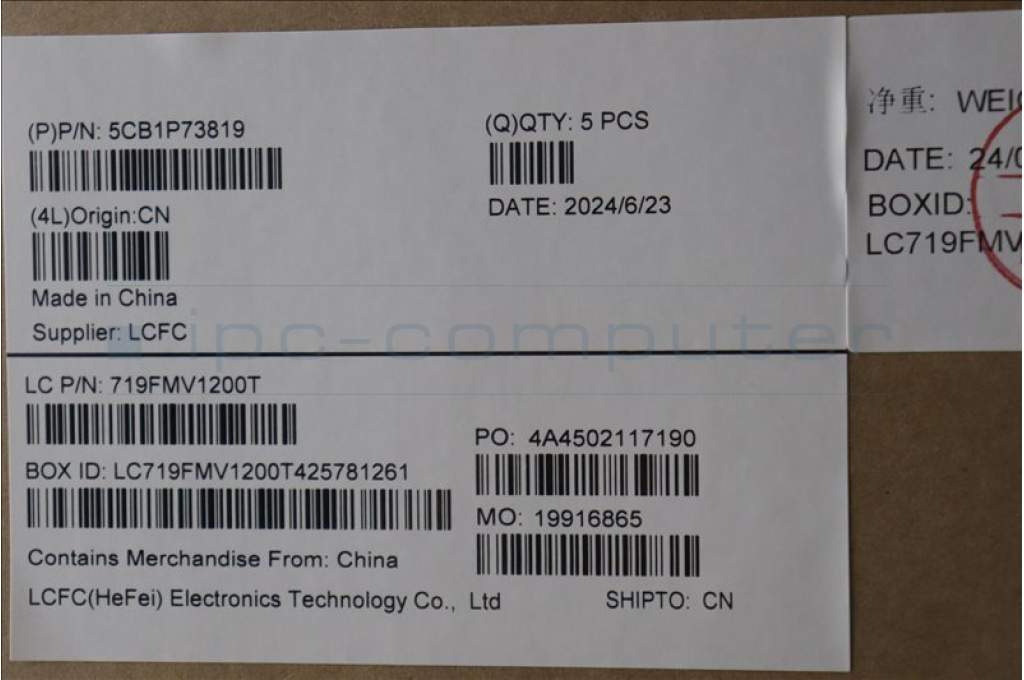 (P)P/N: 5CB1P73819
(Q)QTY: 5 PCS
(4L)Origin:CN
DATE: 2024/6/23
Made in China
Supplier: LCFC
LC P/N: 719FMV1200T
PO: 4A4502117190
BOX ID: LC719FMV1200T425781261
MO: 19916865
Contains Merchandise From: China
LCFC(HeFei) Electronics Technology Co., Ltd
SHIPTO: CN
净重:
DATE: 24/
BOXID:
LC719FMV
ipc-computer